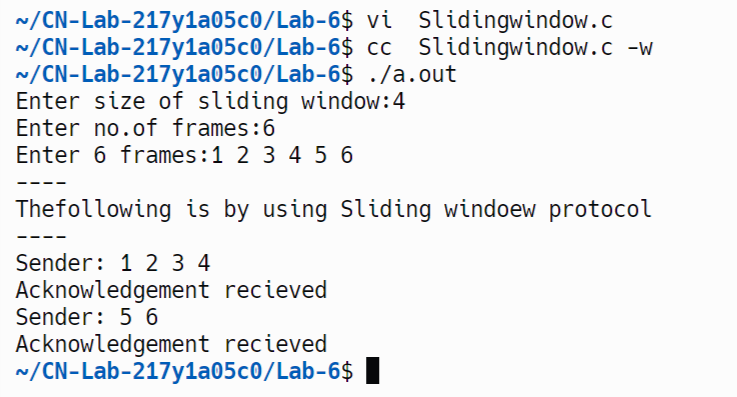 ~/CN-Lab-217y1a05c0/Lab-6$ vi  Slidingwindow.c
~/CN-Lab-217y1a05c0/Lab-6$ cc  Slidingwindow.c -w
~/CN-Lab-217y1a05c0/Lab-6$ ./a.out
Enter size of sliding window:4
Enter no.of frames:6
Enter 6 frames:1 2 3 4 5 6
----
Thefollowing is by using Sliding windoew protocol
----
Sender: 1 2 3 4
Acknowledgement recieved
Sender: 5 6
Acknowledgement recieved
~/CN-Lab-217y1a05c0/Lab-6$